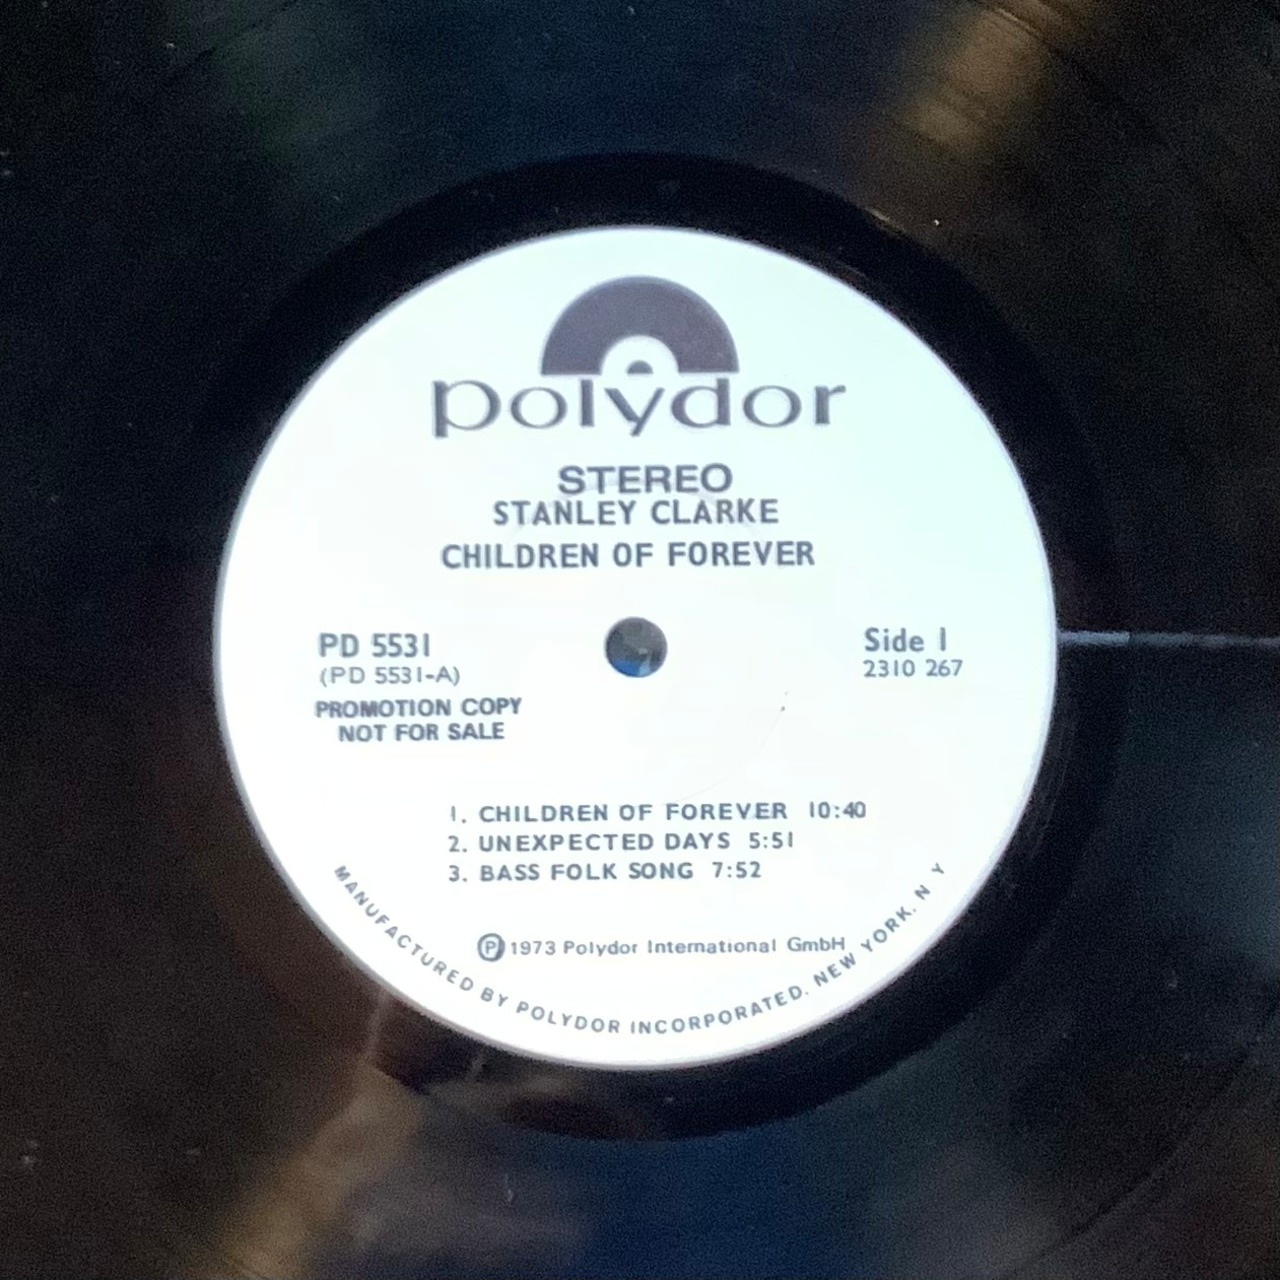 polydor
STEREO
STANLEY CLARKE
CHILDREN OF FOREVER
PD 5531
(PD 5531-A)
PROMOTION COPY
NOT FOR SALE
Side 1
2310 267
1. CHILDREN OF FOREVER 10:40
2. UNEXPECTED DAYS 5:51
3. BASS FOLK SONG 7:52
Ⓟ 1973 Polydor International GmbH
MANUFACTURED BY POLYDOR INCORPORATED. NEW YORK. N Y